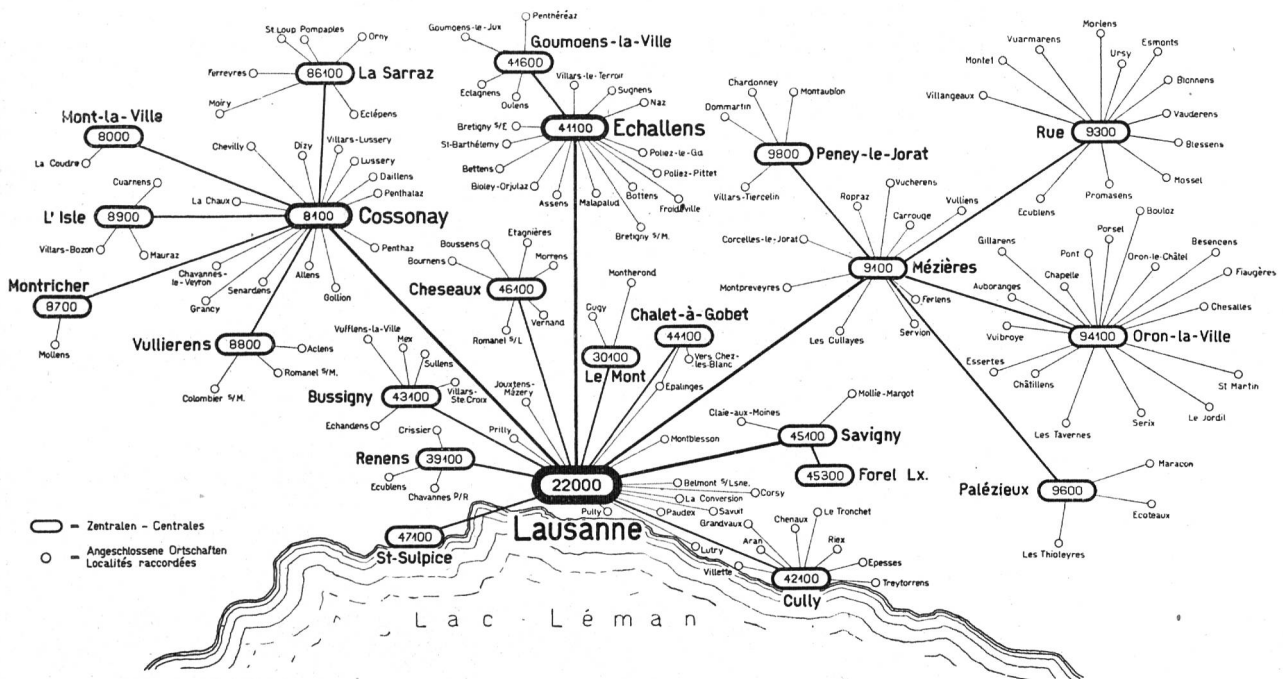 Penthéréaz
Goumoens-le-Jux
Goumoens-la-Ville
41600
Eclagnens
Oulens
St. Loup
Pompaples
Orny
Ferreyres
86100
La Sarraz
Moiry
Eclépens
Mont-la-Ville
8000
La Coudre
Villars-le-Terroir
Sugnens
Naz
Bretigny S/E
41100
Echallens
St-Barthélemy
Bettens
Bioley-Orjulaz
Assens
Malapalud
Bottens
Bretigny S/M.
Froideville
Poliez-Pittet
Poliez-le-Gd
Chardonney
Montaubion
Dommartin
9800
Peney-le-Jorat
Villars-Tiercelin
Morlens
Vuarmarens
Ursy
Esmonts
Montet
Bionnens
Villangeaux
Vauderens
Rue
9300
Blessens
Mossel
Promasens
Ecublens
Chevilly
Dizy
Villars-Lussery
Lussery
Daillens
Penthalaz
La Chaux
8100
Cossonay
Penthaz
Chavannes-
le-Veyron
Grancy
Senardens
Allens
Gollion
Cuarnens
L'Isle
8900
Villars-Bozon
Mauraz
Montricher
8700
Mollens
Vullierens
8800
Aclens
Romanel S/M.
Colombier S/M.
Etagnières
Boussens
Bournens
Morrens
Cheseaux
46100
Romanel S/L
Vernand
Montherond
Gugy
30100
Le Mont
Chalet-à-Gobet
44100
Vers Chez-
les-Blanc
Epalinges
Vucherens
Ropraz
Carrouge
Vulliens
Corcelles-le-Jorat
9100
Mézières
Montpreveyres
Les Cullayes
Ferlens
Servion
Bouloz
Porsel
Pont
Gillarens
Oron-le-Châtel
Besencens
Chapelle
Fiaugères
Auboranges
Chesalles
Vuibroye
94100
Oron-la-Ville
Essertes
Châtillens
St Martin
Les Tavernes
Serix
Le Jordil
Vufflens-la-Ville
Mex
Sullens
Villars-
Ste Croix
Bussigny
43100
Echandens
Jouxtens-
Mézery
Prilly
Crissier
Renens
39100
Ecublens
Chavannes P/R
Mollie-Margot
Claie-aux-Moines
45100
Savigny
45300
Forel Lx.
Montblesson
22000
Lausanne
Belmont S/Lsne.
Corsy
La Conversion
Savuit
Paudex
Pully
47100
St-Sulpice
Maracon
Palézieux
9600
Ecoteaux
Les Thioleyres
Le Tronchet
Chenaux
Grandvaux
Aran
Riex
Lutry
Epesses
Villette
42100
Treytorrens
Cully
= Zentralen - Centrales
= Angeschlossene Ortschaften
Localités raccordées
Lac Léman